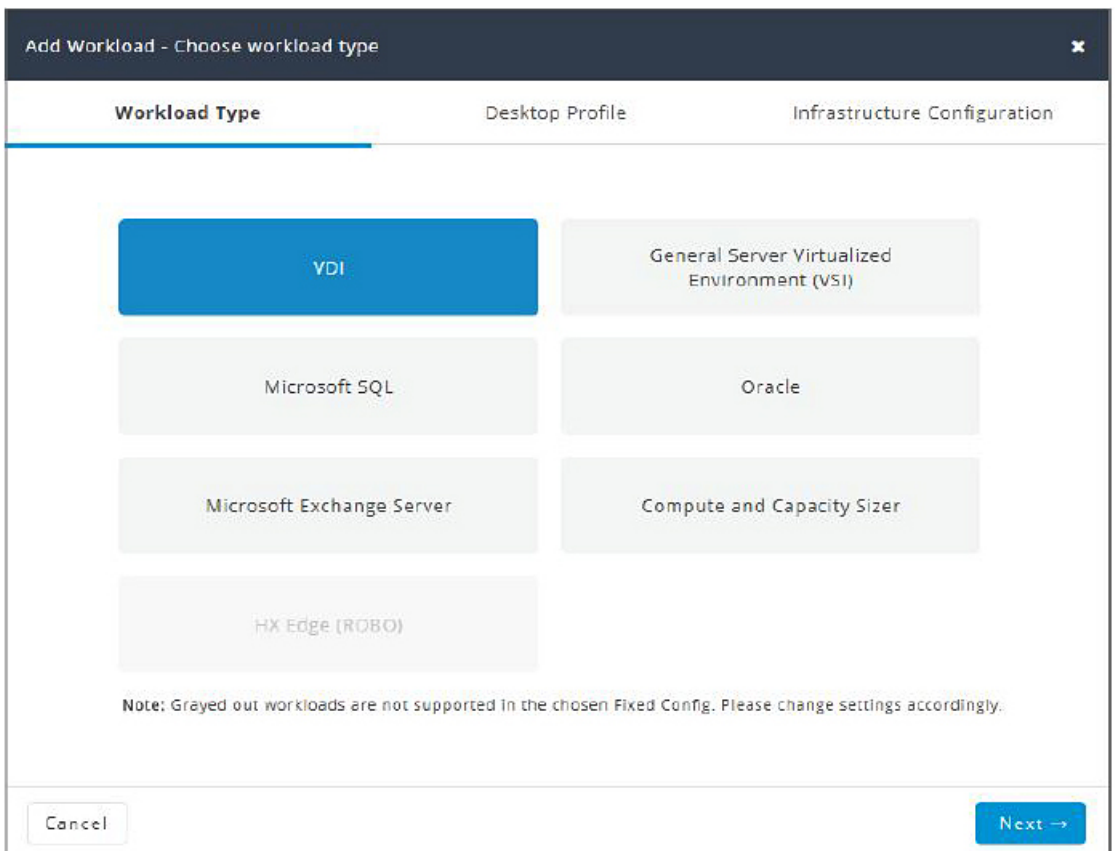 Add Workload - Choose workload type ×
Workload Type Desktop Profile Infrastructure Configuration
VDI
General Server Virtualized
Environment (VSI)
Microsoft SQL
Oracle
Microsoft Exchange Server
Compute and Capacity Sizer
HX Edge (ROBO)
Note: Grayed out workloads are not supported in the chosen Fixed Config. Please change settings accordingly.
Cancel
Next →